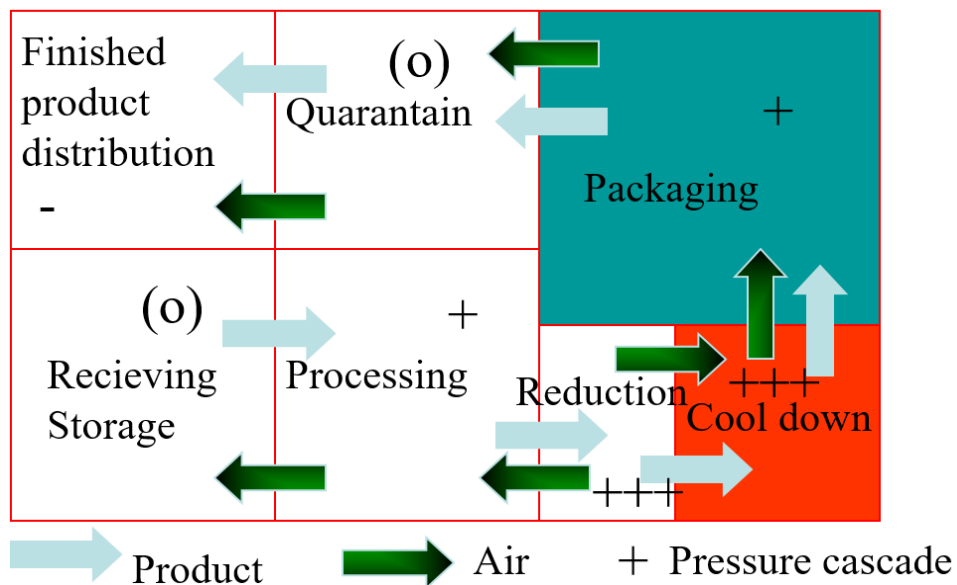 Finished
product
distribution
-
(o)
Quarantain
+
Packaging
(o)
Recieving
Storage
+
Processing
Reduction
+++
+++
Cool down
Product
Air
+ Pressure cascade